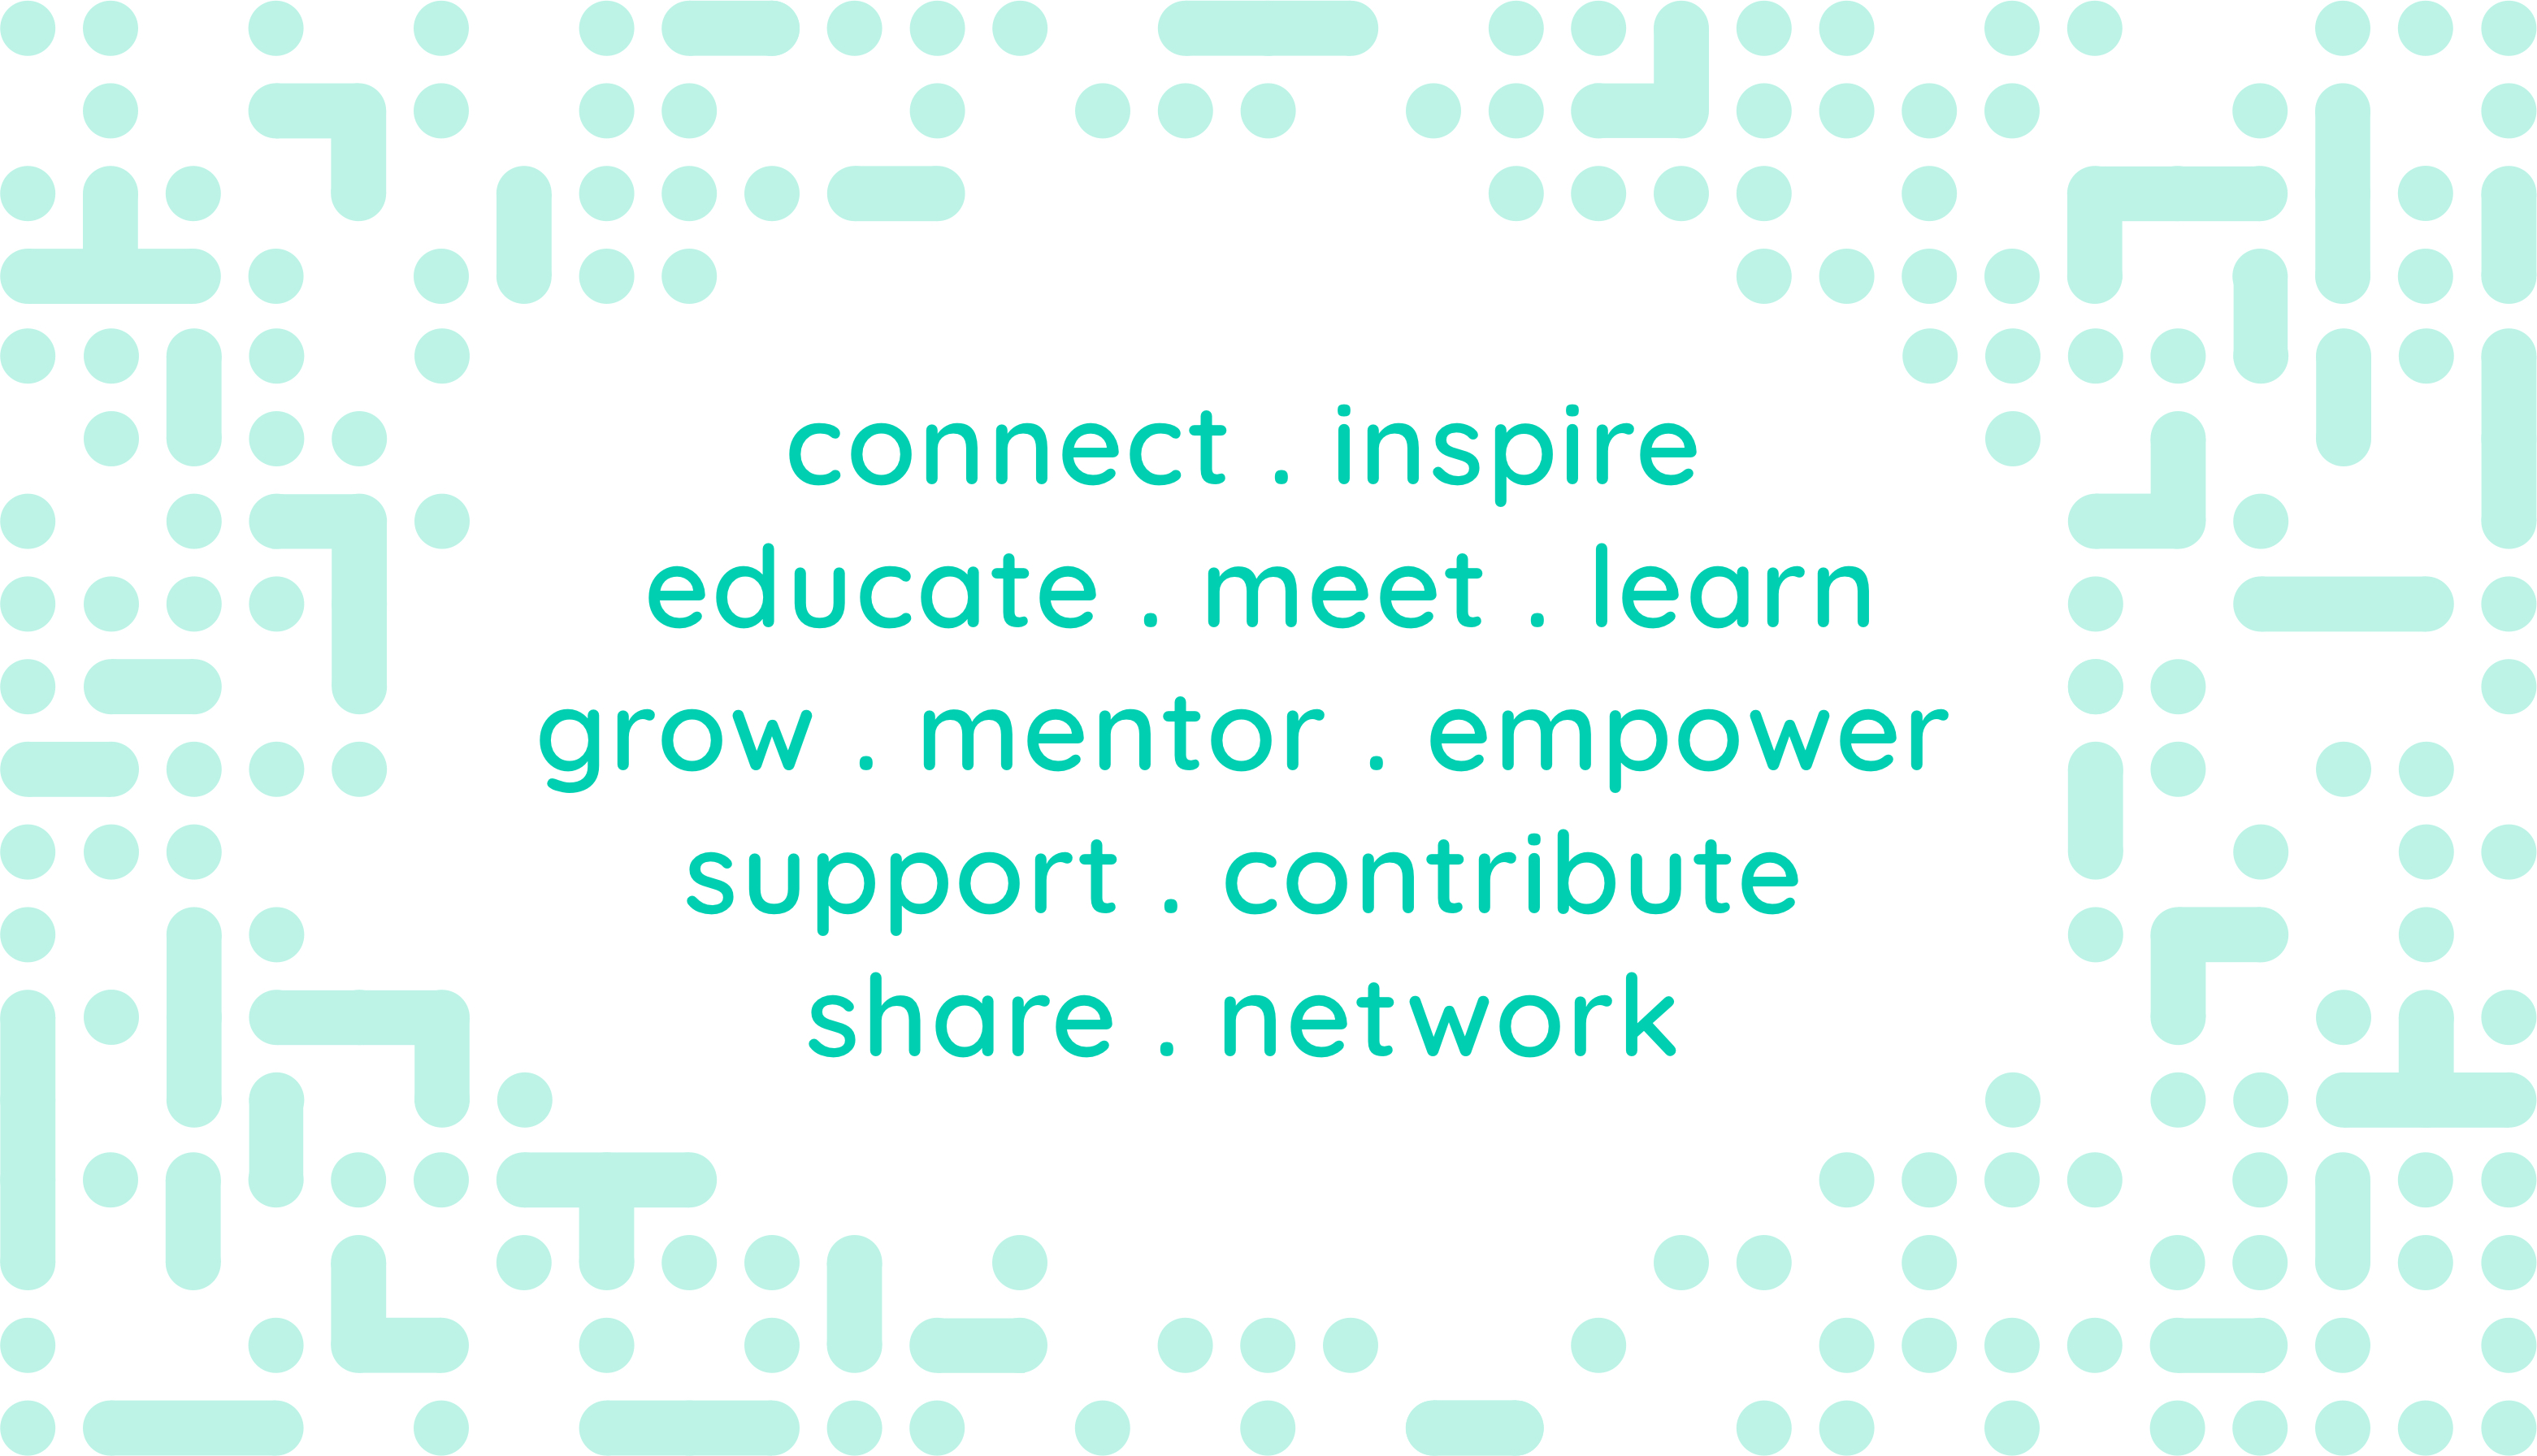 connect . inspire
educate . meet . learn
grow . mentor . empower
support . contribute
share . network